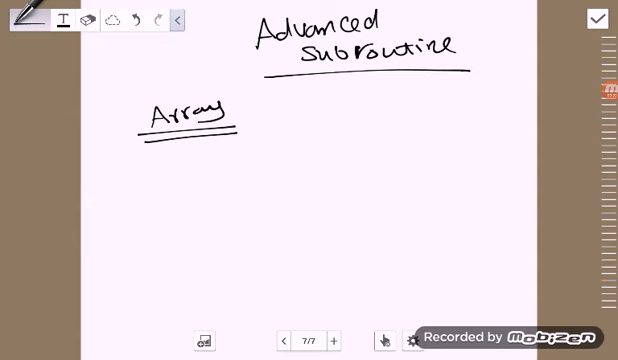 Advanced
subroutine
Array
T
7/7
Recorded by mobizen